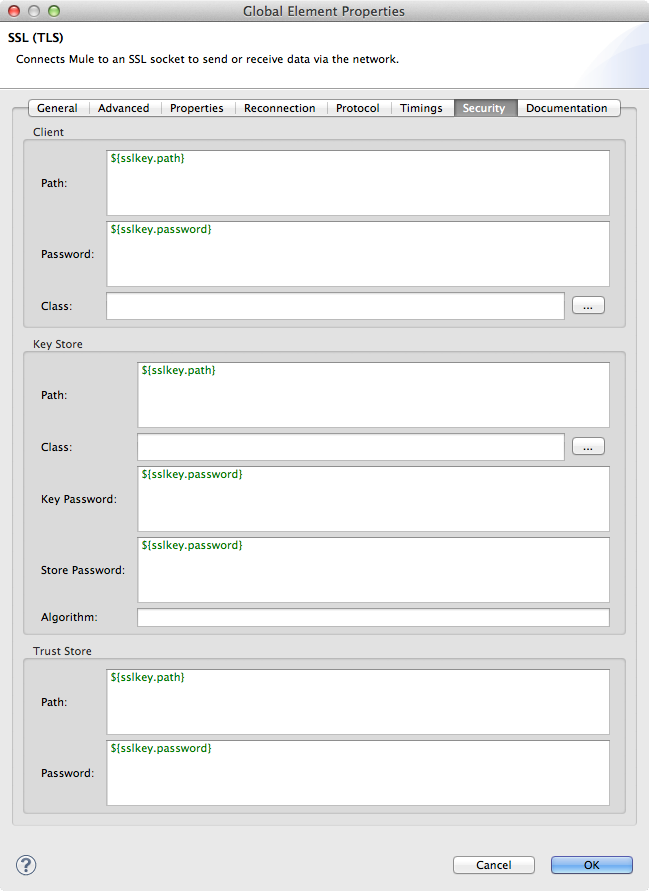 Global Element Properties
SSL (TLS)
Connects Mule to an SSL socket to send or receive data via the network.
General Advanced Properties Reconnection Protocol Timings Security Documentation
Client
Path: ${sslkey.path}
Password: ${sslkey.password}
Class: ...
Key Store
Path: ${sslkey.path}
Class: ...
Key Password: ${sslkey.password}
Store Password: ${sslkey.password}
Algorithm:
Trust Store
Path: ${sslkey.path}
Password: ${sslkey.password}
? Cancel OK